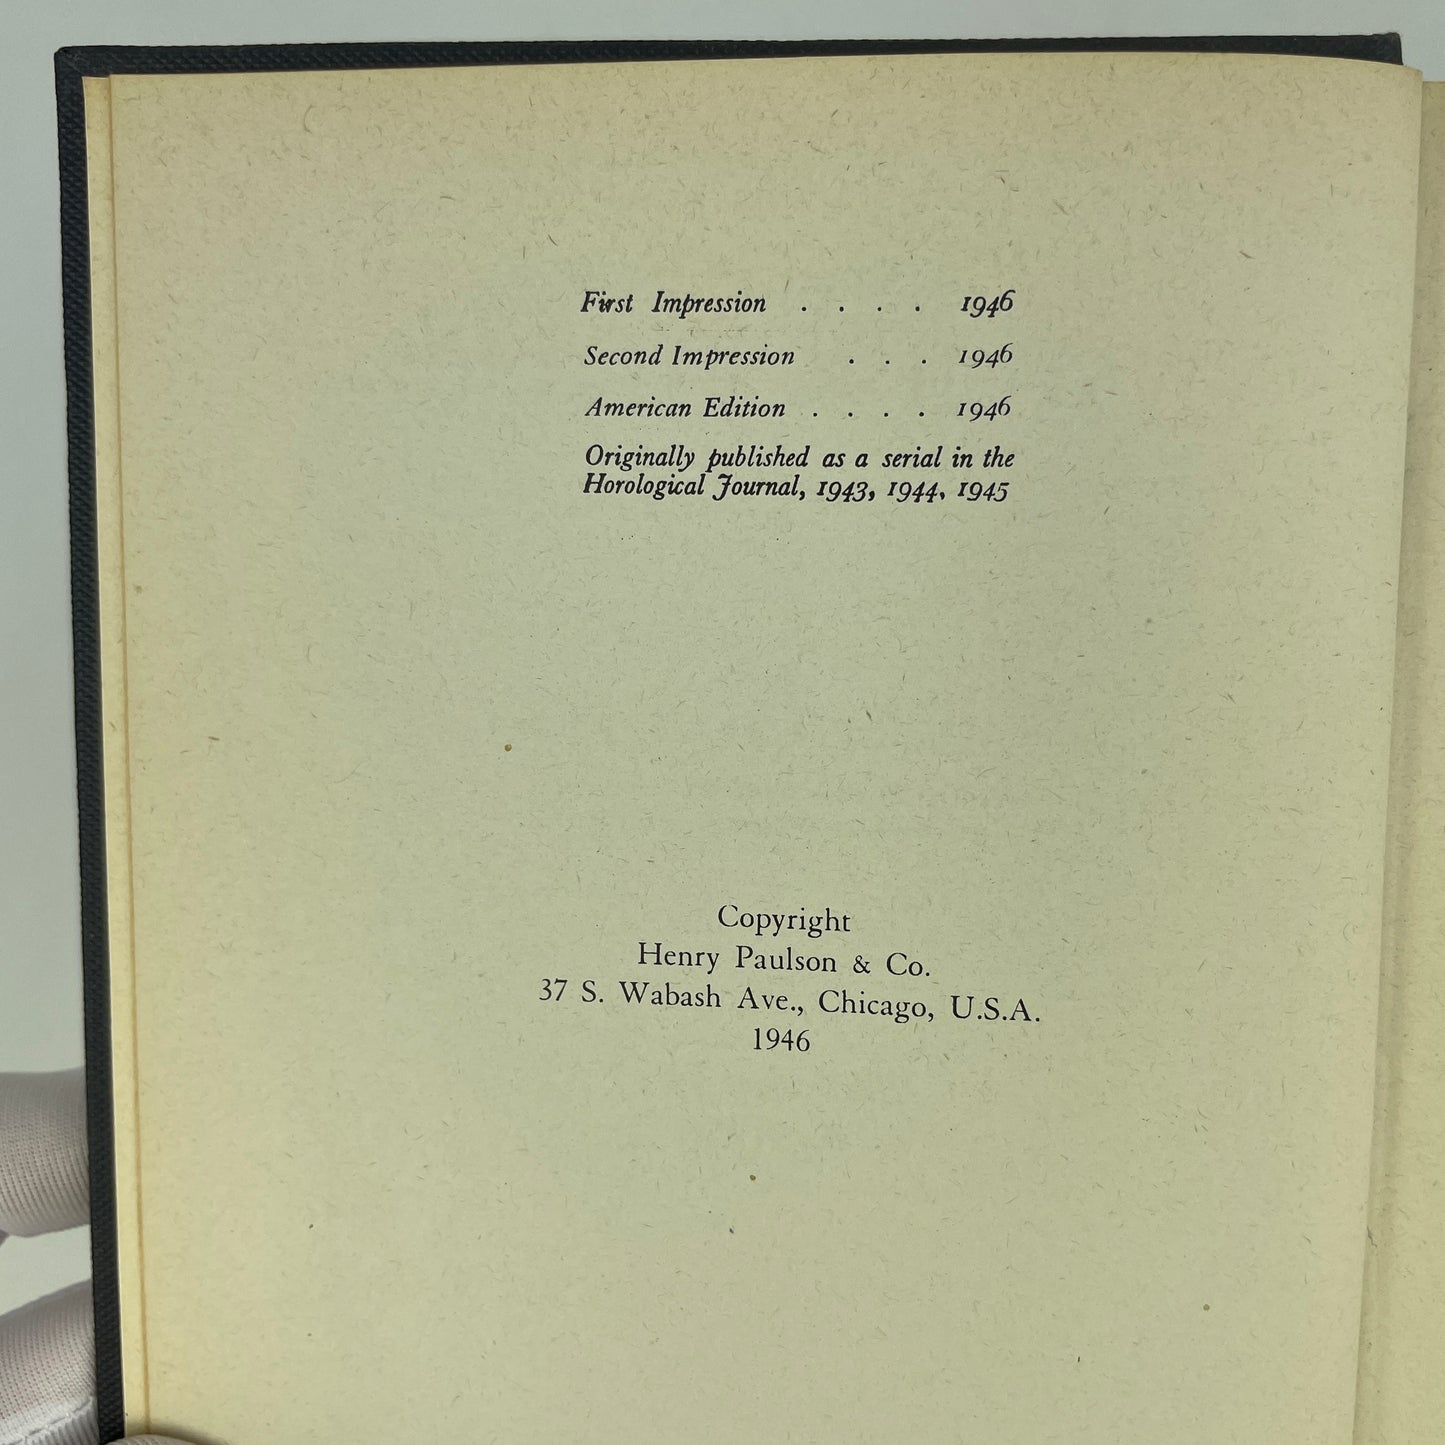 First Impression . . . . 1946
Second Impression . . . 1946
American Edition . . . . 1946
Originally published as a serial in the
Horological Journal, 1943, 1944, 1945
Copyright
Henry Paulson & Co.
37 S. Wabash Ave., Chicago, U.S.A.
1946